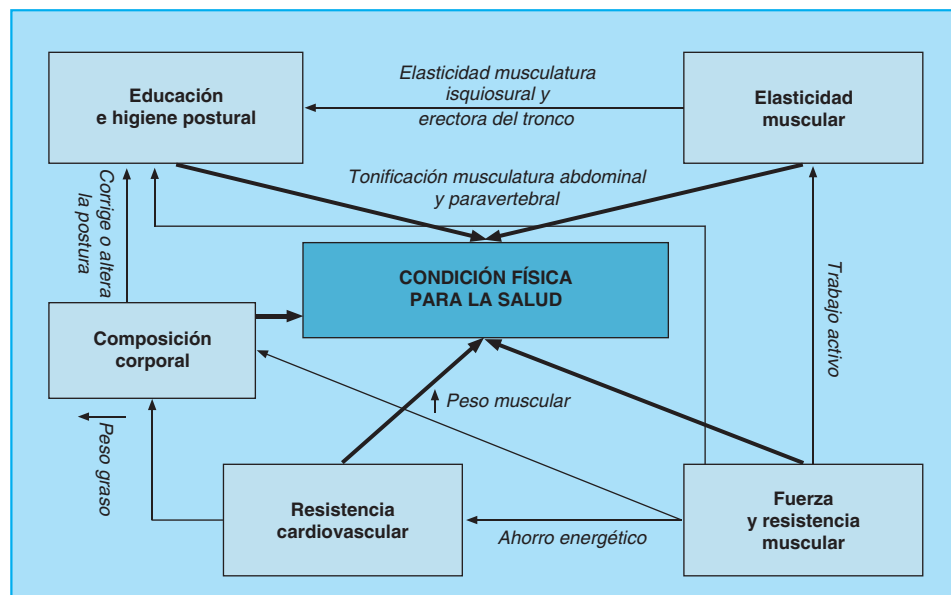 Educación
e higiene postural
Elasticidad musculatura
isquiosural y
erectora del tronco
Elasticidad
muscular
Corrige o altera
la postura
Tonificación musculatura abdominal
y paravertebral
CONDICIÓN FÍSICA
PARA LA SALUD
Trabajo activo
Composición
corporal
Peso muscular
Peso graso
Resistencia
cardiovascular
Ahorro energético
Fuerza
y resistencia
muscular